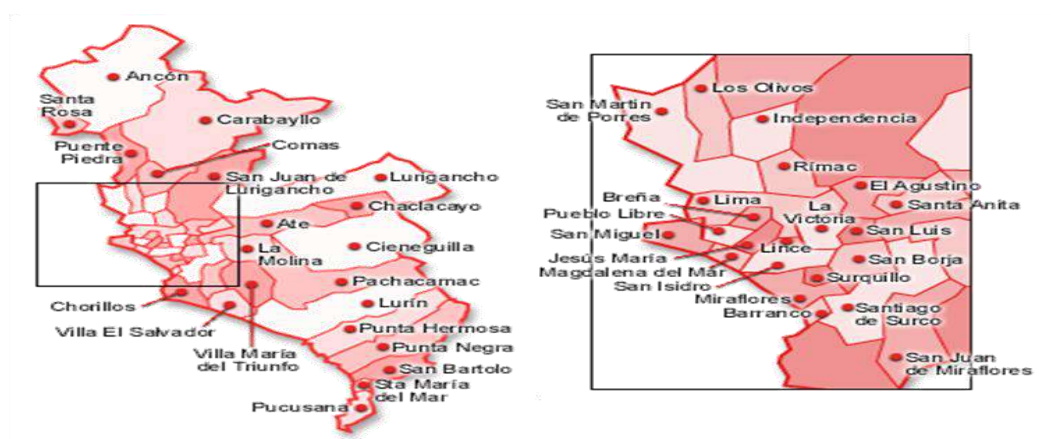 Ancón
Santa
Rosa
Carabayllo
Puente
Piedra
Comas
San Juan de
Lurigancho
Lurigancho
Chaclacayo
Ate
Cieneguilla
La
Molina
Pachacamac
Chorillos
Lurín
Villa El Salvador
Punta Hermosa
Villa María
del Triunfo
Punta Negra
San Bartolo
Sta María
del Mar
Pucusana
Los Olivos
San Martin
de Porres
Independencia
Rímac
El Agustino
Breña
Lima
La
Victoria
Santa Anita
Pueblo Libre
San Miguel
San Luis
Lince
Jesús María
Magdalena del Mar
San Borja
San Isidro
Surquillo
Miraflores
Barranco
Santiago
de Surco
San Juan
de Miraflores